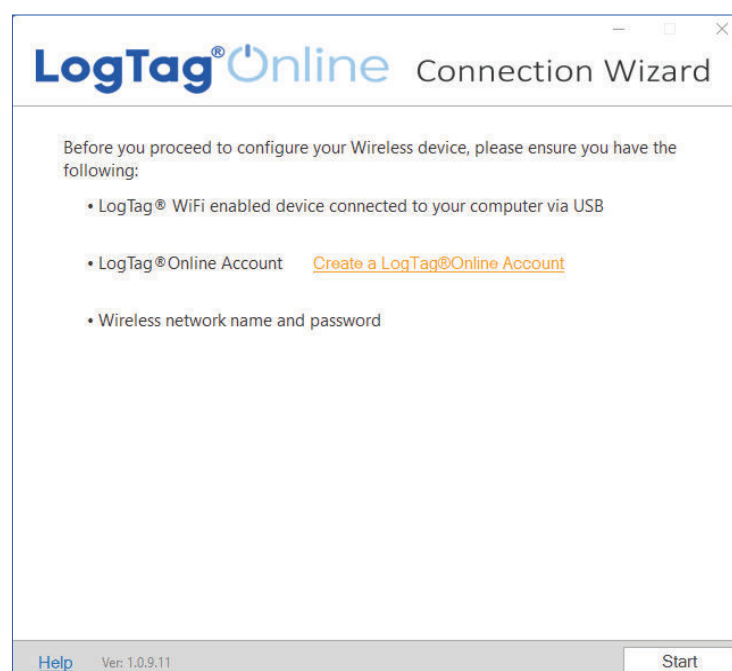 LogTag®Online Connection Wizard
Before you proceed to configure your Wireless device, please ensure you have the
following:
• LogTag® WiFi enabled device connected to your computer via USB
• LogTag®Online Account Create a LogTag®Online Account
• Wireless network name and password
Help Ver: 1.0.9.11 Start